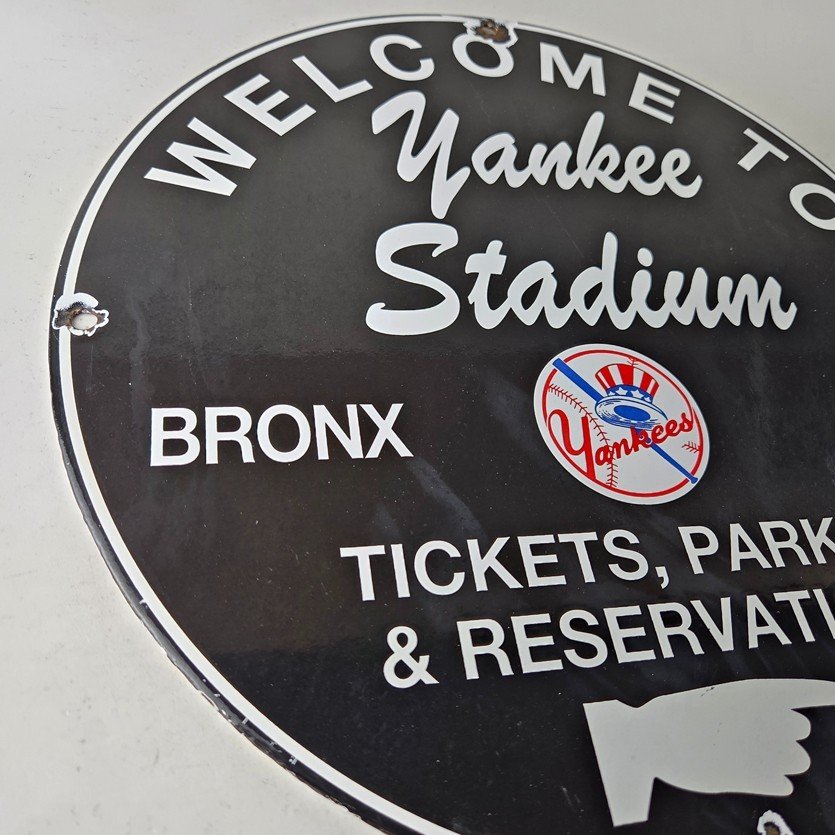 WELCOME TO
Yankee
Stadium
BRONX
Yankees
TICKETS, PARK
& RESERVATI